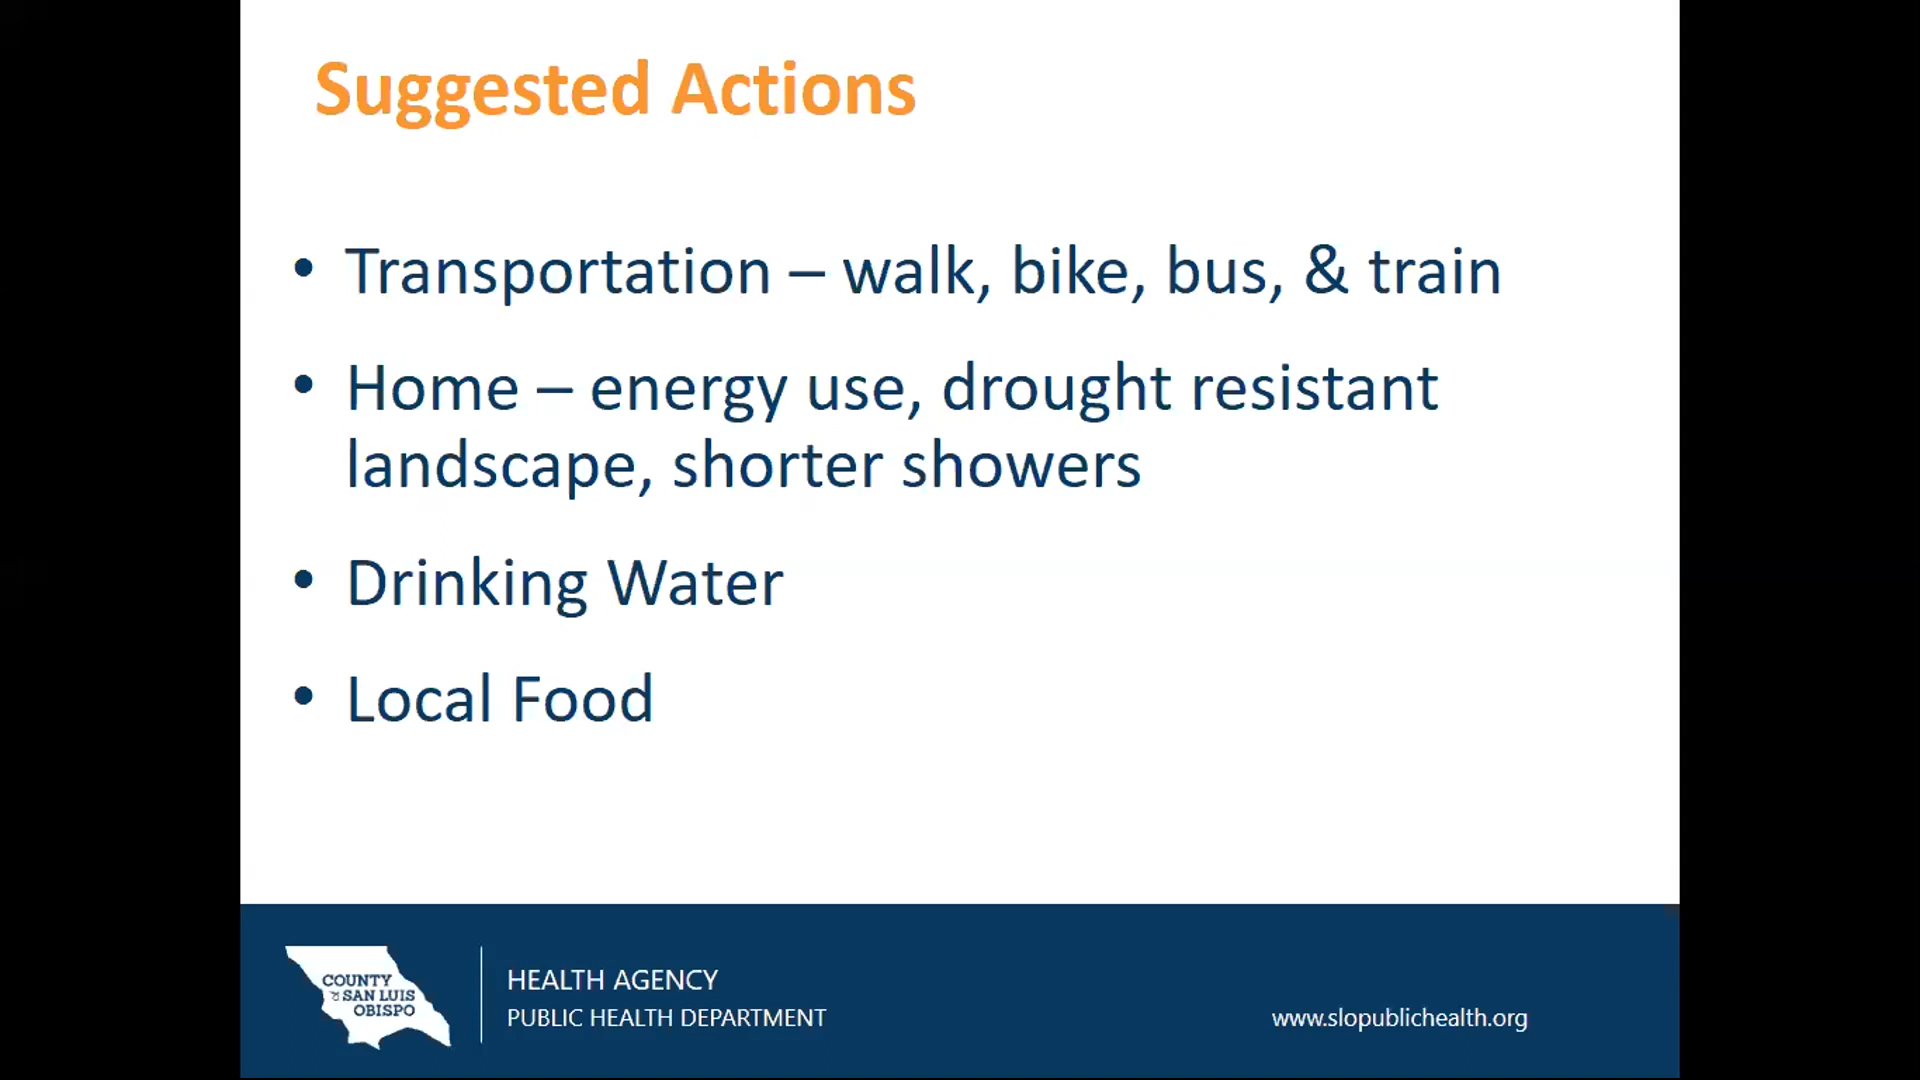 Suggested Actions
• Transportation – walk, bike, bus, & train
• Home – energy use, drought resistant
landscape, shorter showers
• Drinking Water
• Local Food
COUNTY
OF SAN LUIS
OBISPO
HEALTH AGENCY
PUBLIC HEALTH DEPARTMENT
www.slopublichealth.org